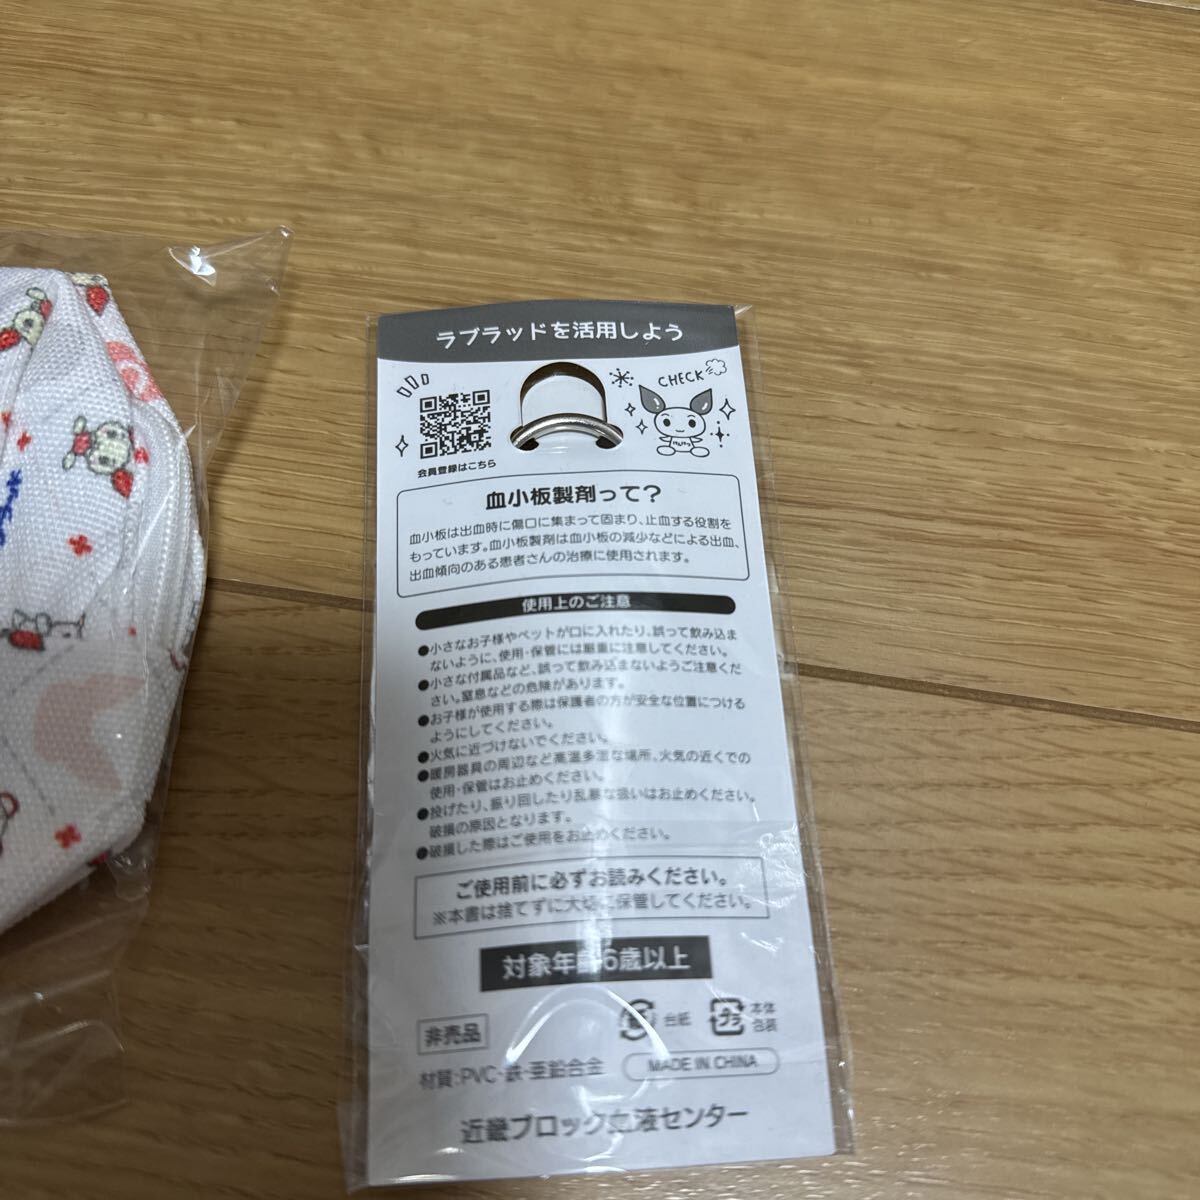 ラブラッドを活用しよう
CHECK
けんけつ
会員登録はこちら
血小板製剤って？
血小板は出血時に傷口に集まって固まり、止血する役割を
もっています。血小板製剤は血小板の減少などによる出血、
出血傾向のある患者さんの治療に使用されます。
使用上のご注意
●小さなお子様やペットが口に入れたり、誤って飲み込ま
ないように、使用・保管には厳重に注意してください。
●小さな付属品など、誤って飲み込まないようご注意くだ
さい。窒息などの危険があります。
●お子様が使用する際は保護者の方が安全な位置につける
ようにしてください。
●火気に近づけないでください。
●暖房器具の周辺など高温多湿な場所、火気の近くでの
使用・保管はお止めください。
●投げたり、振り回したり乱暴な扱いはお止めください。
破損の原因となります。
●破損した際はご使用をお止めください。
ご使用前に必ずお読みください。
※本書は捨てずに大切に保管してください。
対象年齢6歳以上
非売品
台紙
プラ
本体
包装
材質:PVC・鉄・亜鉛合金
MADE IN CHINA
近畿ブロック血液センター